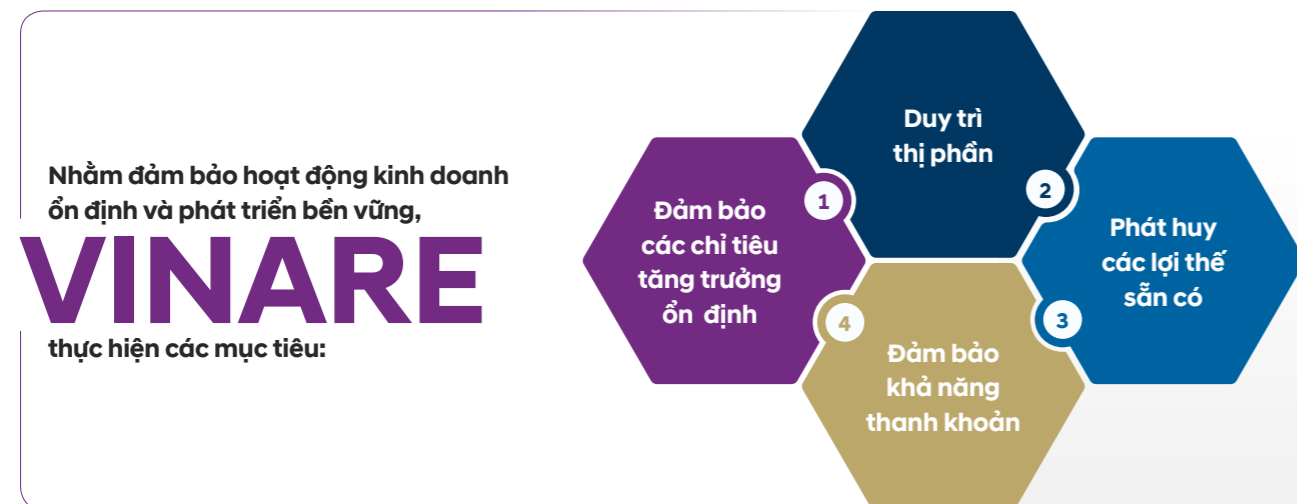 Nhằm đảm bảo hoạt động kinh doanh
ổn định và phát triển bền vững,
VINARE
thực hiện các mục tiêu:
1
Đảm bảo
các chỉ tiêu
tăng trưởng
ổn định
2
Duy trì
thị phần
3
Phát huy
các lợi thế
sẵn có
4
Đảm bảo
khả năng
thanh khoản